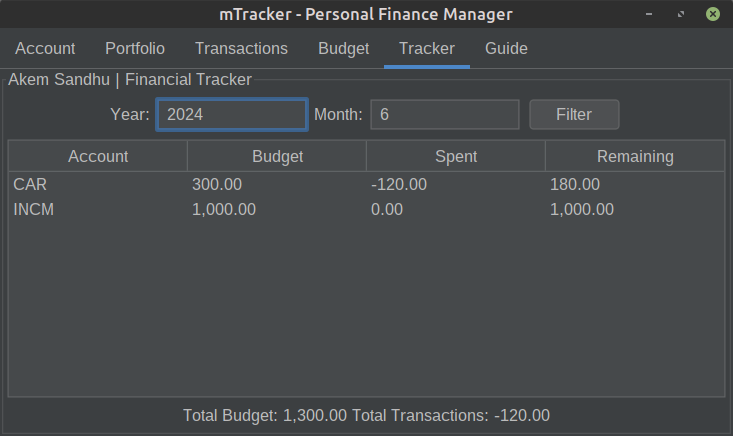 mTracker - Personal Finance Manager
Account Portfolio Transactions Budget Tracker Guide
Akem Sandhu | Financial Tracker
Year: 2024 Month: 6 Filter
Account Budget Spent Remaining
CAR 300.00 -120.00 180.00
INCM 1,000.00 0.00 1,000.00
Total Budget: 1,300.00 Total Transactions: -120.00